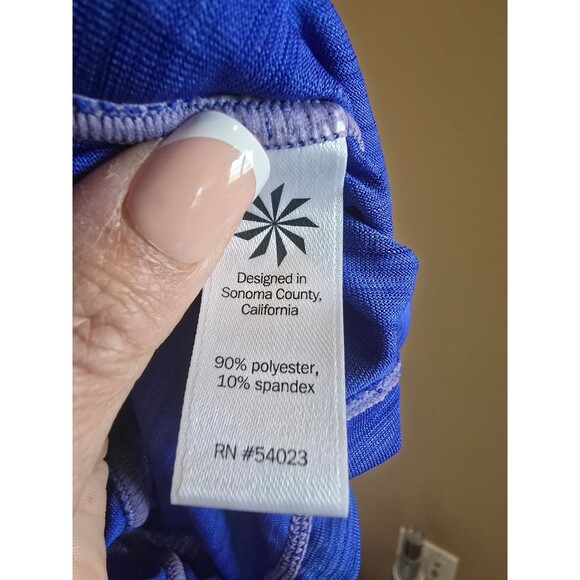 Designed in
Sonoma County,
California
90% polyester,
10% spandex
RN #54023